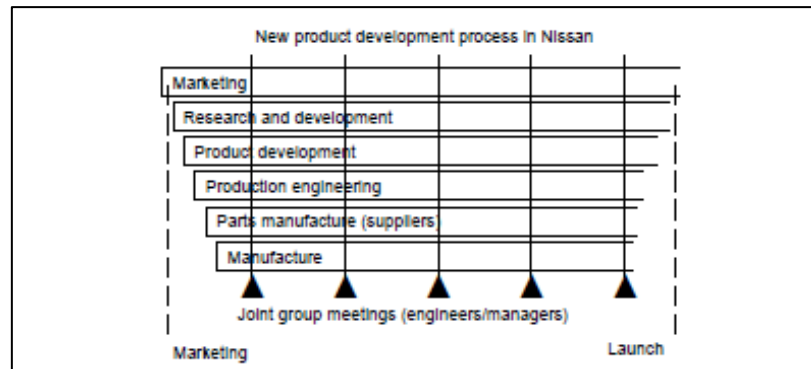 New product development process in Nissan
Marketing
Research and development
Product development
Production engineering
Parts manufacture (suppliers)
Manufacture
Joint group meetings (engineers/managers)
Marketing
Launch